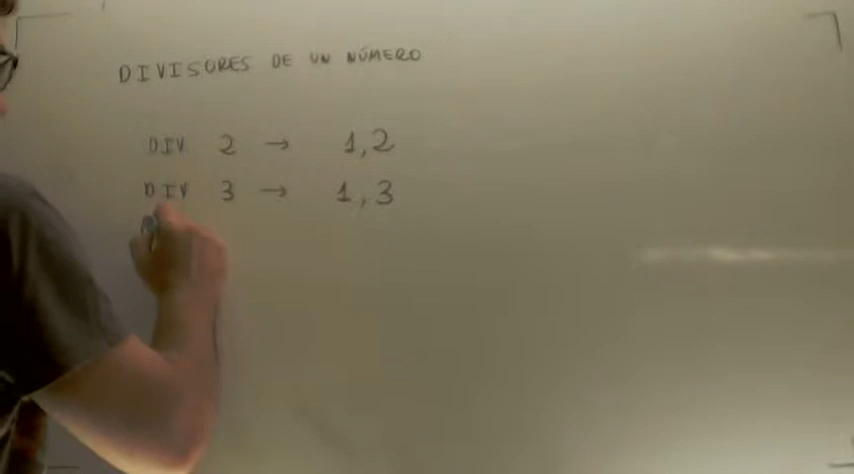 DIVISORES DE UN NÚMERO
DIV 2 → 1,2
DIV 3 → 1,3